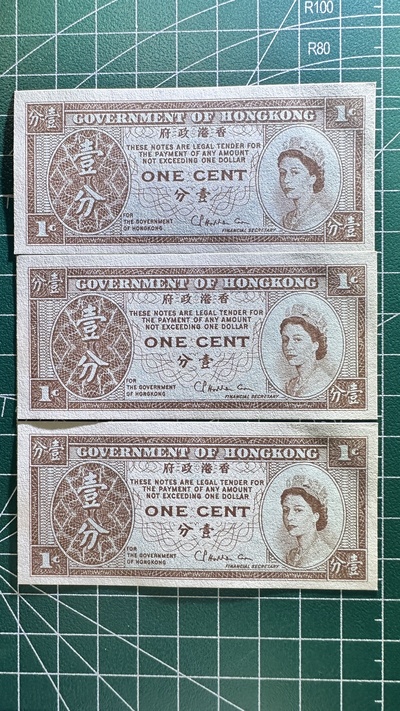 R100
R80
分壹 GOVERNMENT OF HONGKONG 1¢
府政港香
THESE NOTES ARE LEGAL TENDER FOR
THE PAYMENT OF ANY AMOUNT
NOT EXCEEDING ONE DOLLAR
壹分
ONE CENT
分壹
FOR
THE GOVERNMENT
OF HONGKONG
FINANCIAL SECRETARY
1¢ 分壹
分壹 GOVERNMENT OF HONGKONG 1¢
府政港香
THESE NOTES ARE LEGAL TENDER FOR
THE PAYMENT OF ANY AMOUNT
NOT EXCEEDING ONE DOLLAR
壹分
ONE CENT
分壹
FOR
THE GOVERNMENT
OF HONGKONG
FINANCIAL SECRETARY
1¢ 分壹
分壹 GOVERNMENT OF HONGKONG 1¢
府政港香
THESE NOTES ARE LEGAL TENDER FOR
THE PAYMENT OF ANY AMOUNT
NOT EXCEEDING ONE DOLLAR
壹分
ONE CENT
分壹
FOR
THE GOVERNMENT
OF HONGKONG
FINANCIAL SECRETARY
1¢ 分壹